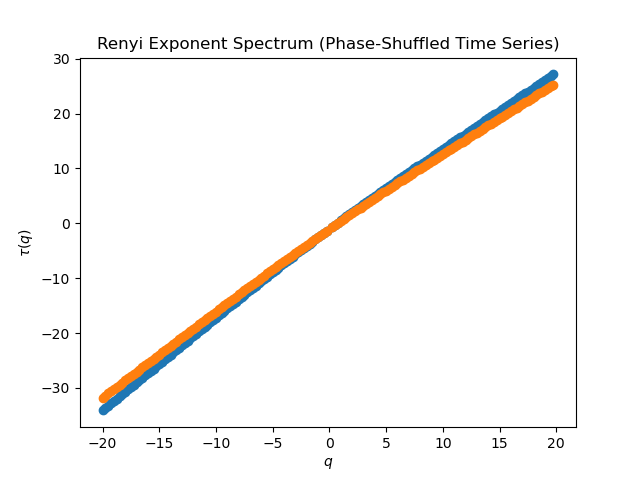 Renyi Exponent Spectrum (Phase-Shuffled Time Series)
30
20
10
0
−10
−20
−30
τ(q)
−20 −15 −10 −5 0 5 10 15 20
q